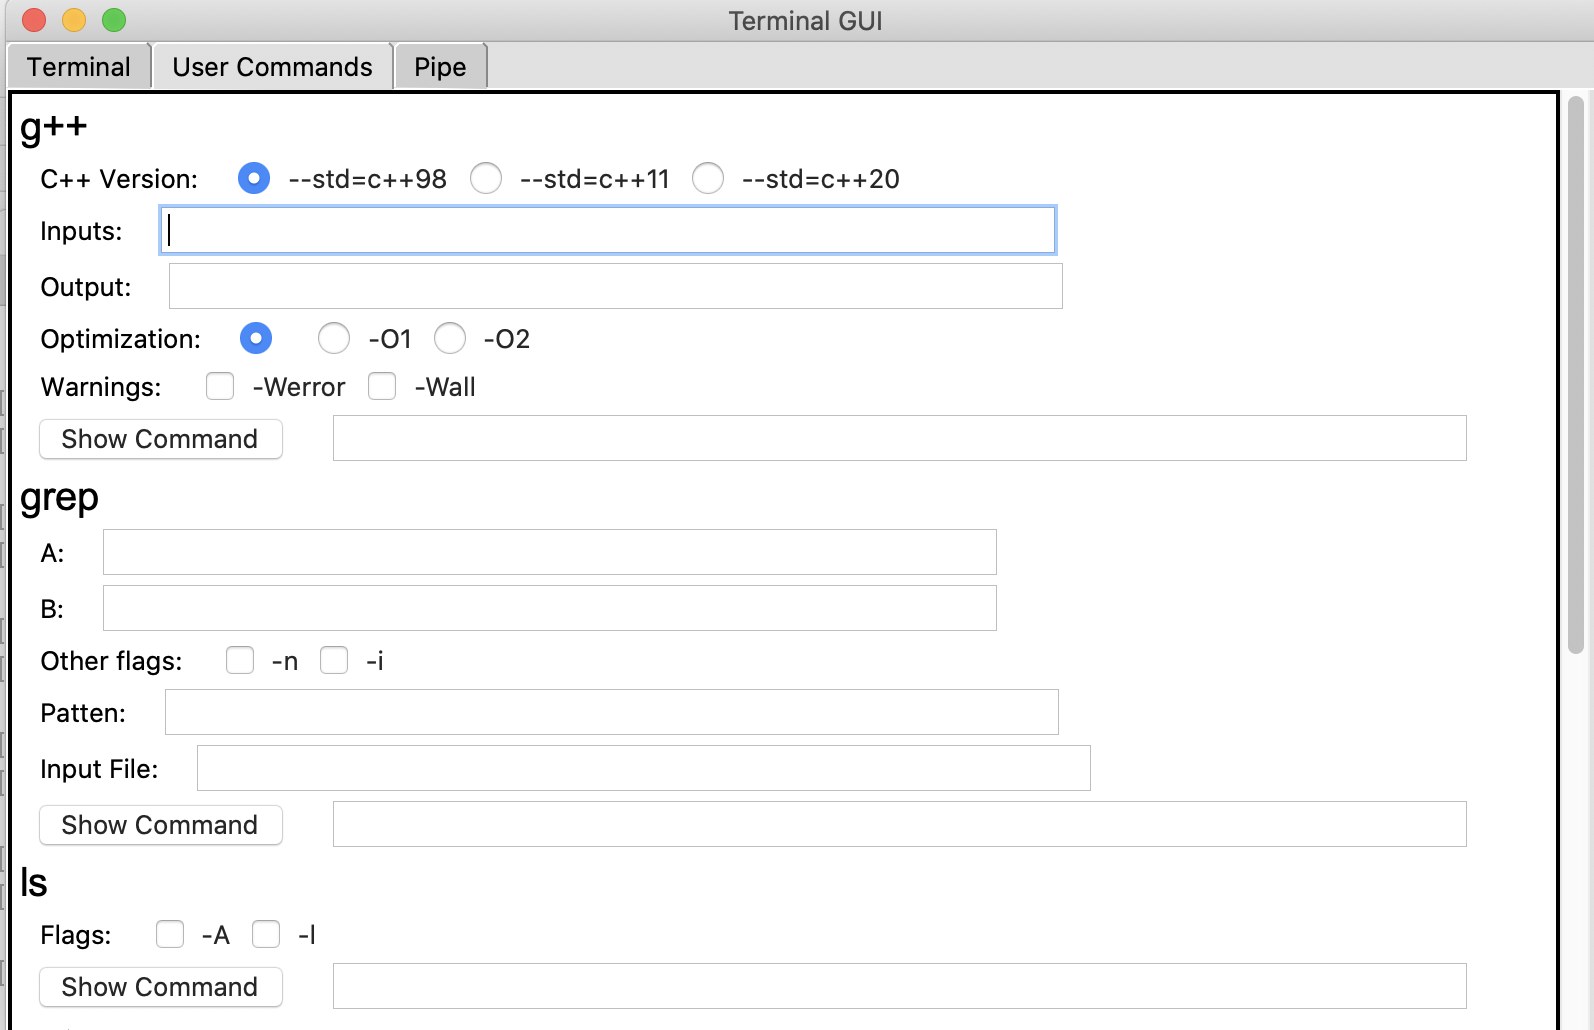 Terminal GUI
Terminal User Commands Pipe
g++
C++ Version: --std=c++98 --std=c++11 --std=c++20
Inputs:
Output:
Optimization: -O1 -O2
Warnings: -Werror -Wall
Show Command
grep
A:
B:
Other flags: -n -i
Patten:
Input File:
Show Command
ls
Flags: -A -l
Show Command